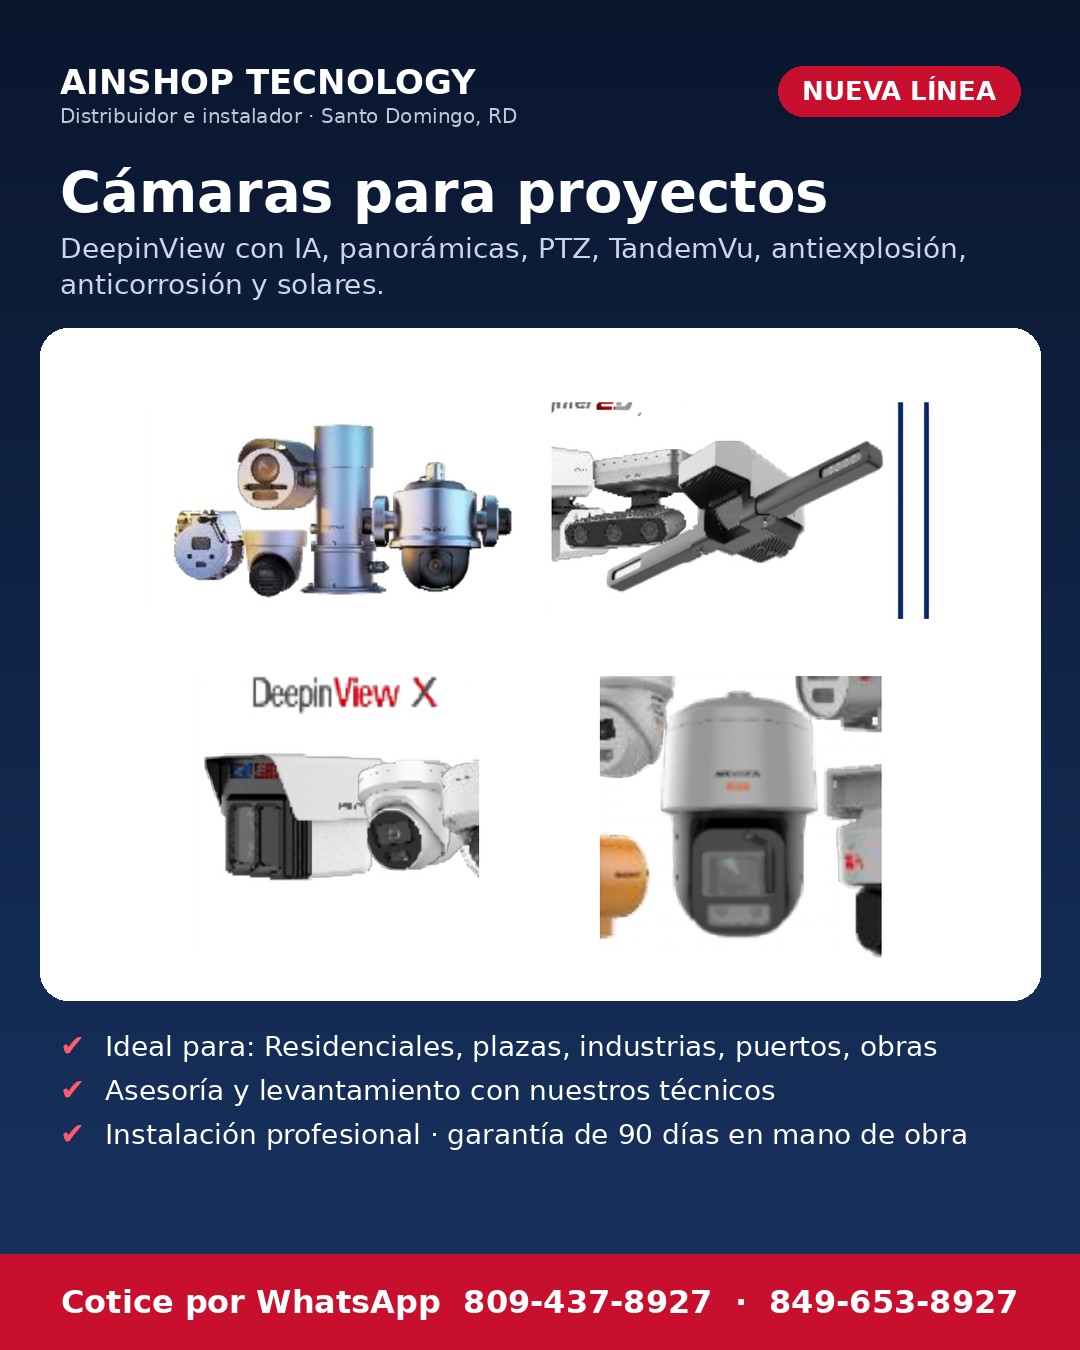 AINSHOP TECNOLOGY
Distribuidor e instalador · Santo Domingo, RD
NUEVA LÍNEA
Cámaras para proyectos
DeepinView con IA, panorámicas, PTZ, TandemVu, antiexplosión,
anticorrosión y solares.
DeepinView X
✔ Ideal para: Residenciales, plazas, industrias, puertos, obras
✔ Asesoría y levantamiento con nuestros técnicos
✔ Instalación profesional · garantía de 90 días en mano de obra
Cotice por WhatsApp 809-437-8927 · 849-653-8927